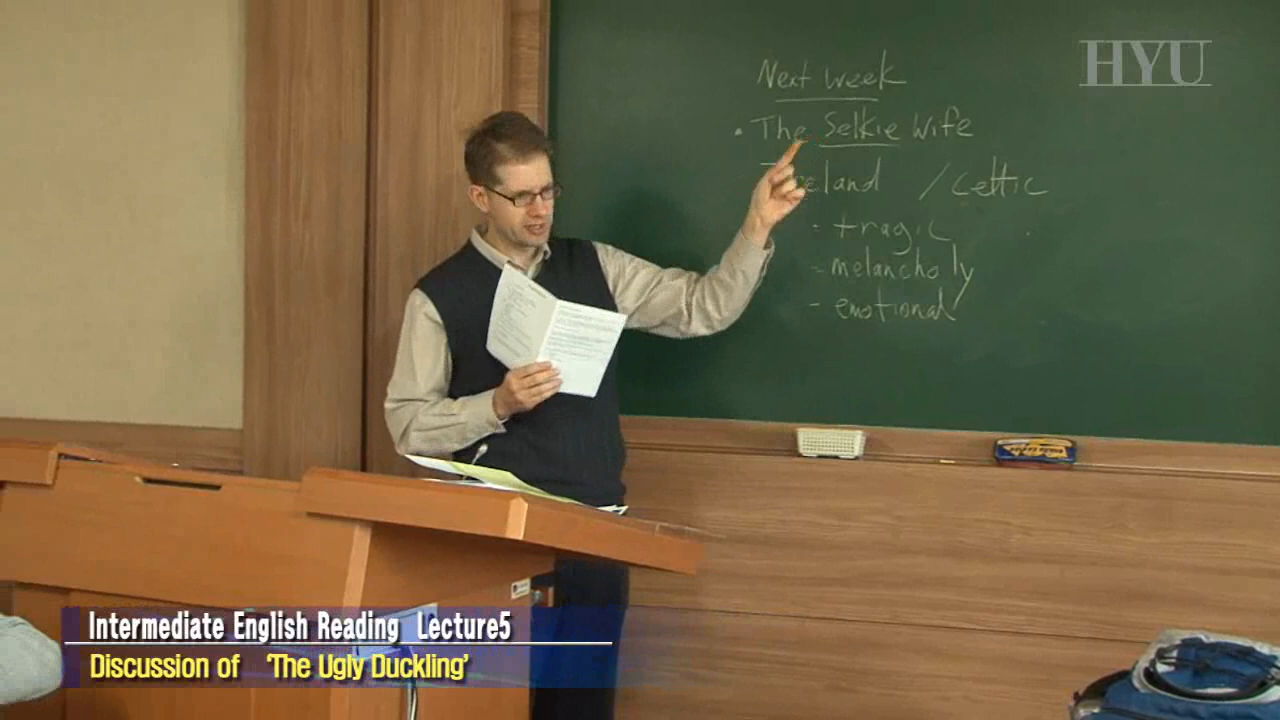 HYU
Next week
• The Selkie Wife
Ireland / Celtic
- tragic
- melancholy
- emotional
Intermediate English Reading Lecture5
Discussion of 'The Ugly Duckling'